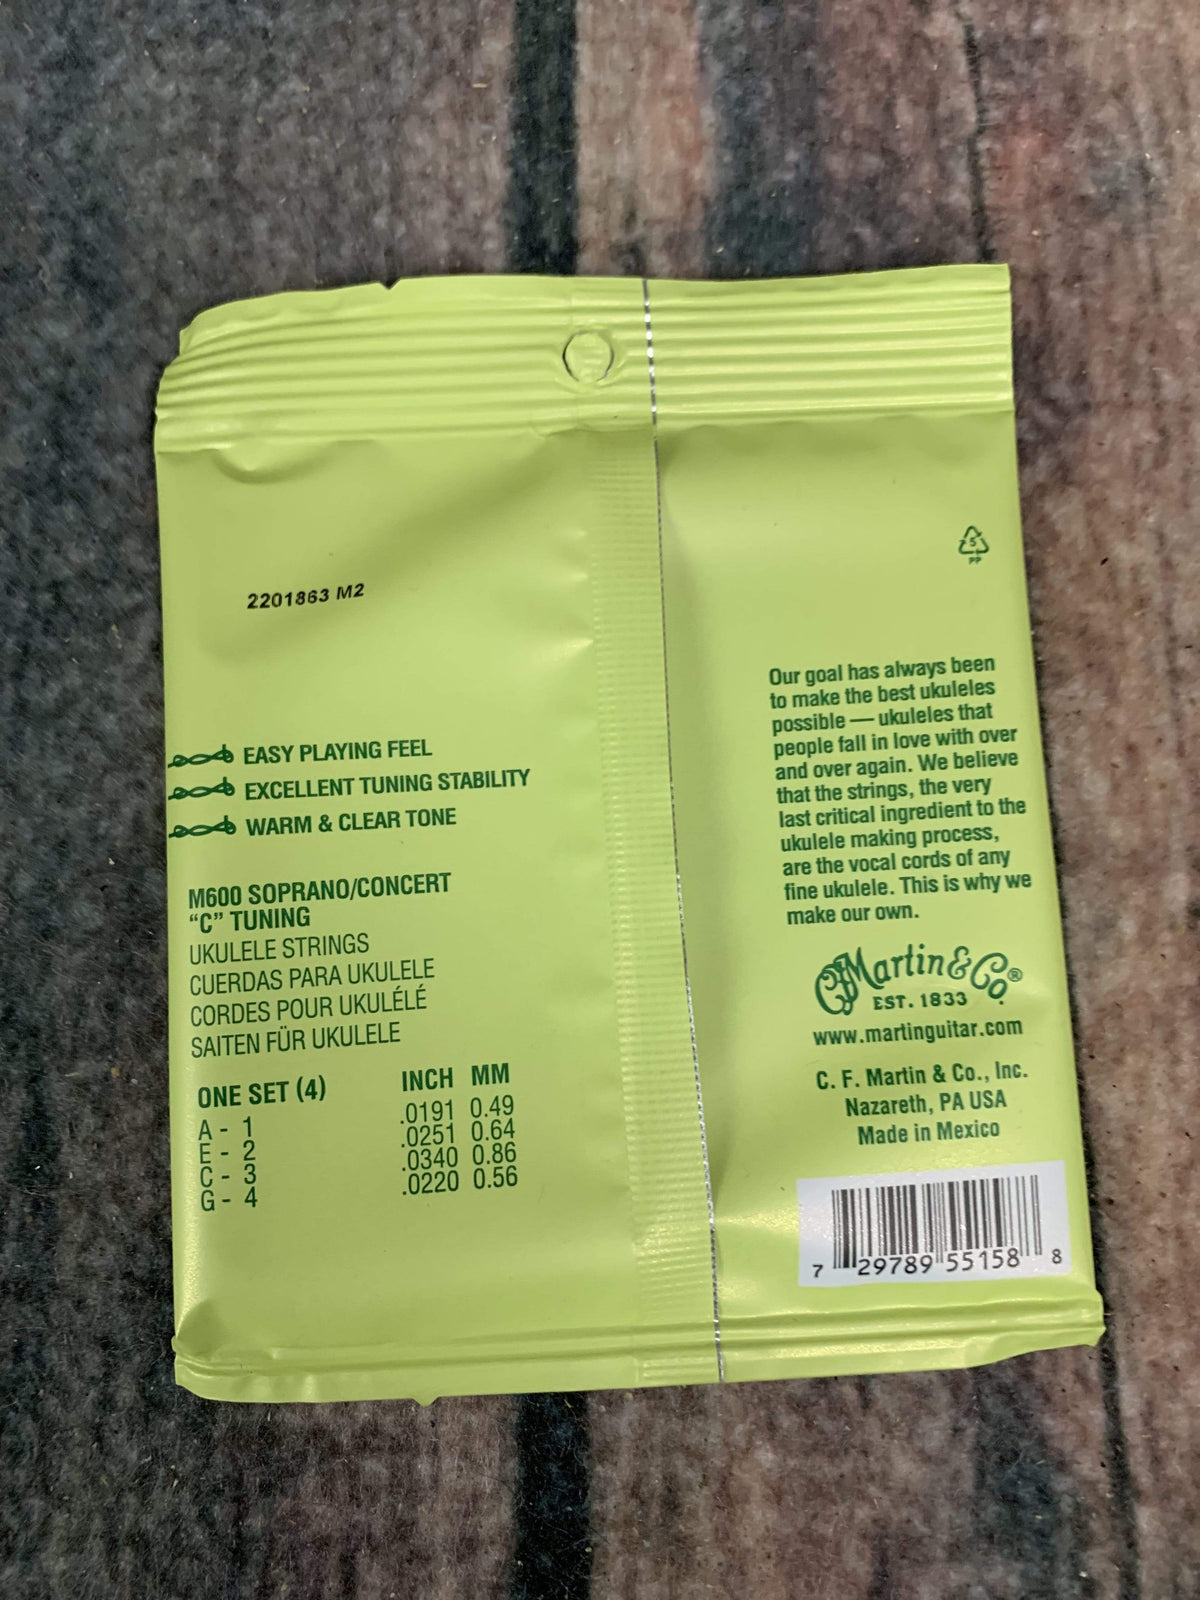 2201863 M2
EASY PLAYING FEEL
EXCELLENT TUNING STABILITY
WARM & CLEAR TONE
M600 SOPRANO/CONCERT
“C” TUNING
UKULELE STRINGS
CUERDAS PARA UKULELE
CORDES POUR UKULÉLÉ
SAITEN FÜR UKULELE
ONE SET (4) INCH MM
A - 1 .0191 0.49
E - 2 .0251 0.64
C - 3 .0340 0.86
G - 4 .0220 0.56
5
PP
Our goal has always been
to make the best ukuleles
possible — ukuleles that
people fall in love with over
and over again. We believe
that the strings, the very
last critical ingredient to the
ukulele making process,
are the vocal cords of any
fine ukulele. This is why we
make our own.
CF Martin & Co.®
EST. 1833
www.martinguitar.com
C. F. Martin & Co., Inc.
Nazareth, PA USA
Made in Mexico
7 29789 55158 8